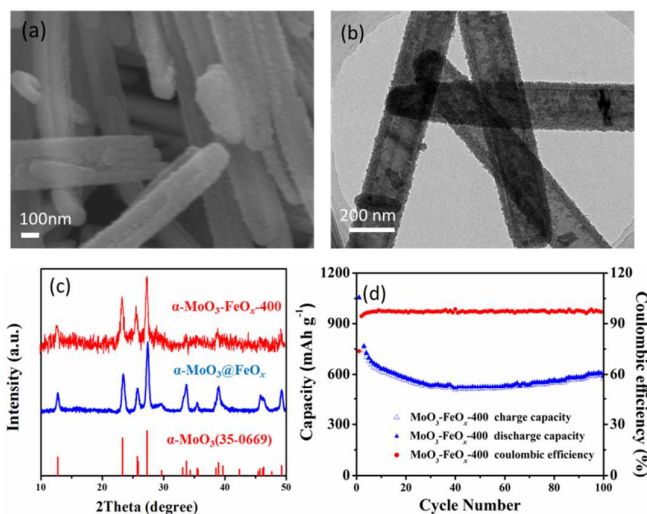 (a)
100nm
(b)
200 nm
(c)
α-MoO₃-FeOₓ-400
α-MoO₃@FeOₓ
α-MoO₃(35-0669)
Intensity (a.u.)
10 20 30 40 50
2Theta (degree)
(d)
1200
900
600
300
0
Capacity (mAh g⁻¹)
120
90
60
30
0
Coulombic efficiency (%)
MoO₃-FeOₓ-400 charge capacity
MoO₃-FeOₓ-400 discharge capacity
MoO₃-FeOₓ-400 coulombic efficiency
0 20 40 60 80 100
Cycle Number